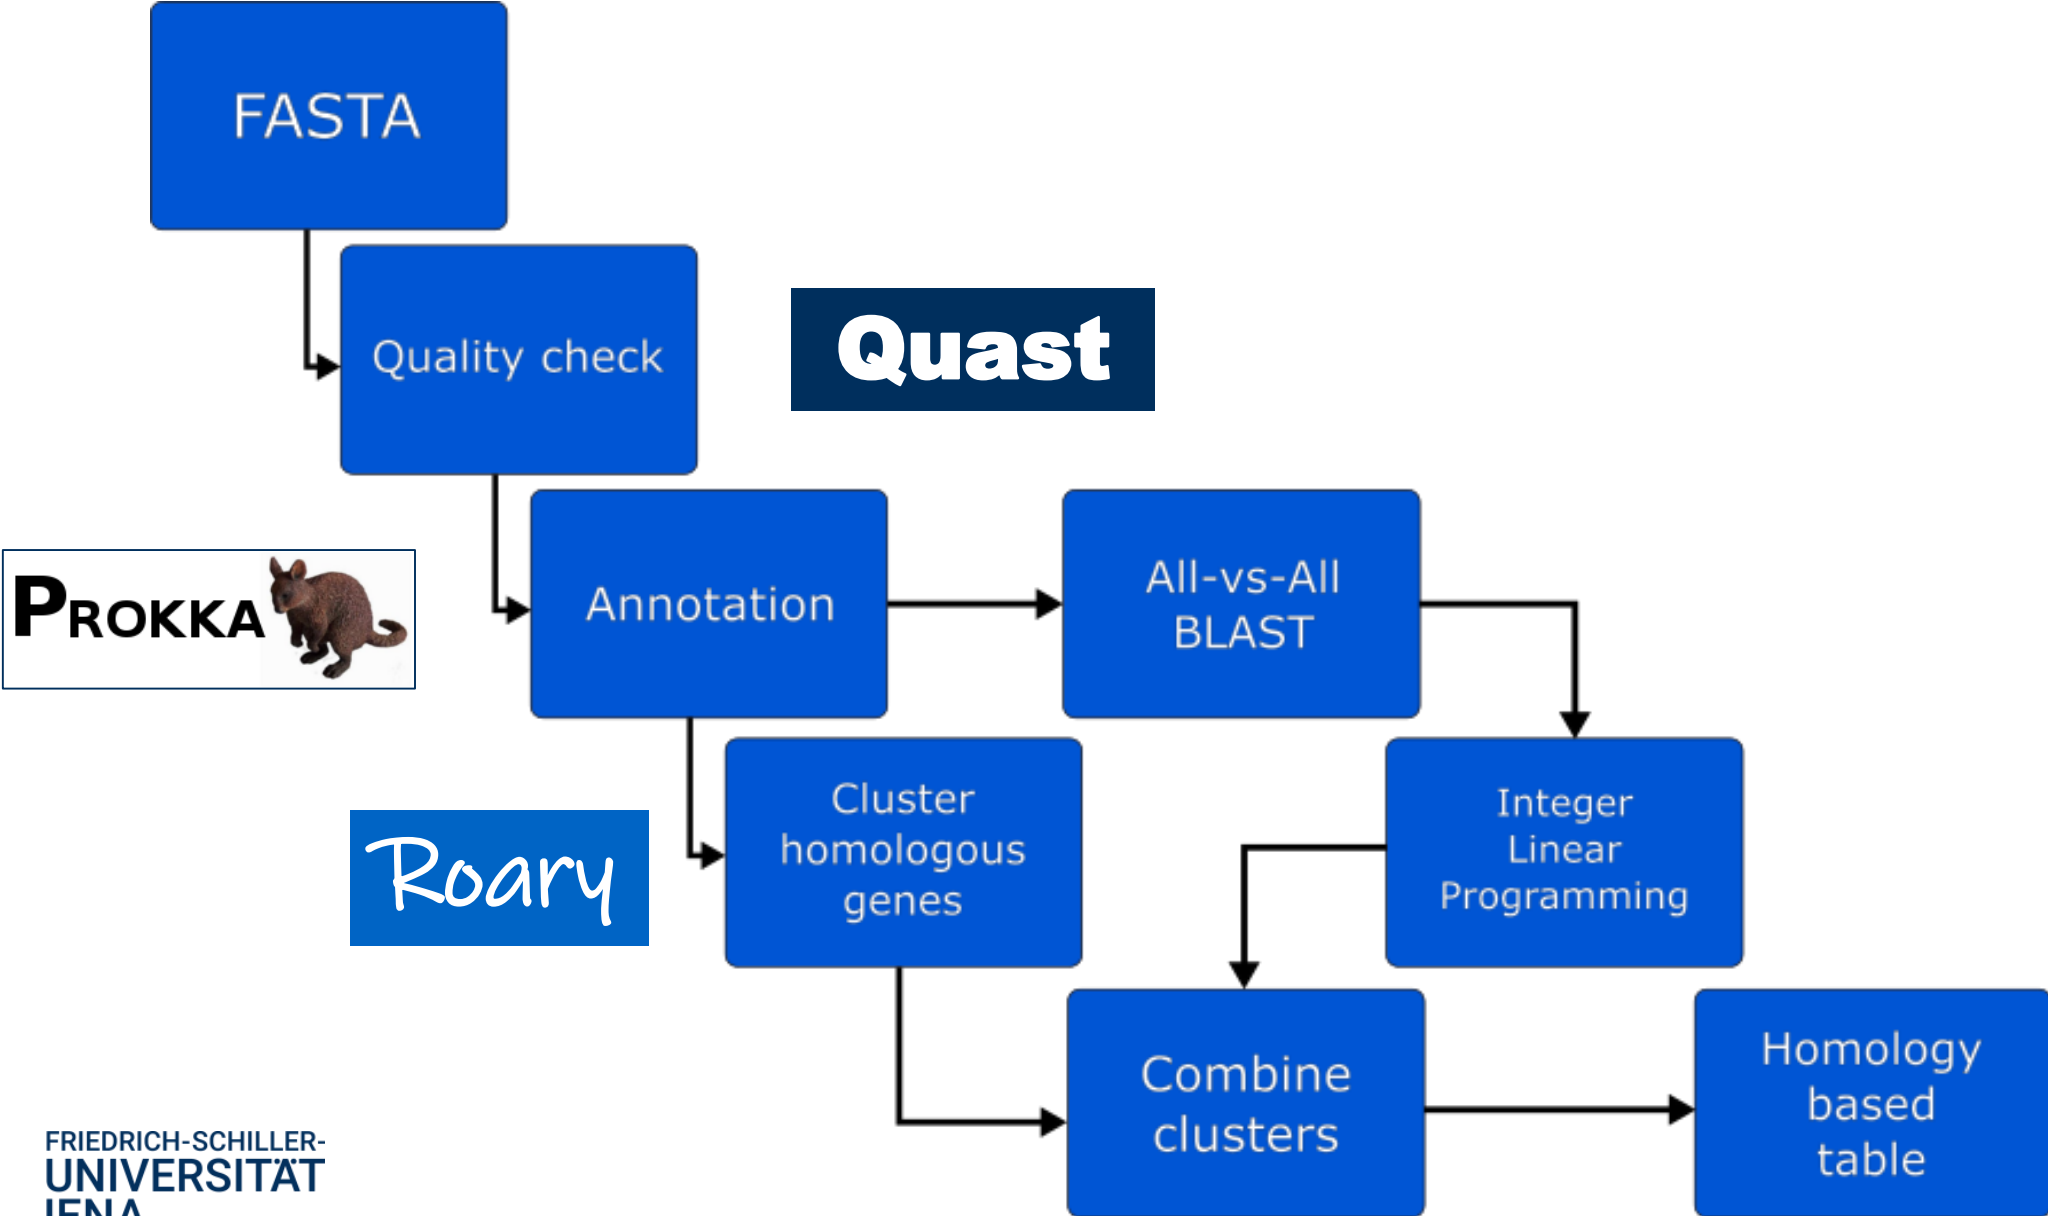 FASTA
Quality check
Quast
PROKKA
Annotation
All-vs-All
BLAST
Roary
Cluster
homologous
genes
Integer
Linear
Programming
Combine
clusters
Homology
based
table
FRIEDRICH-SCHILLER-
UNIVERSITÄT
JENA